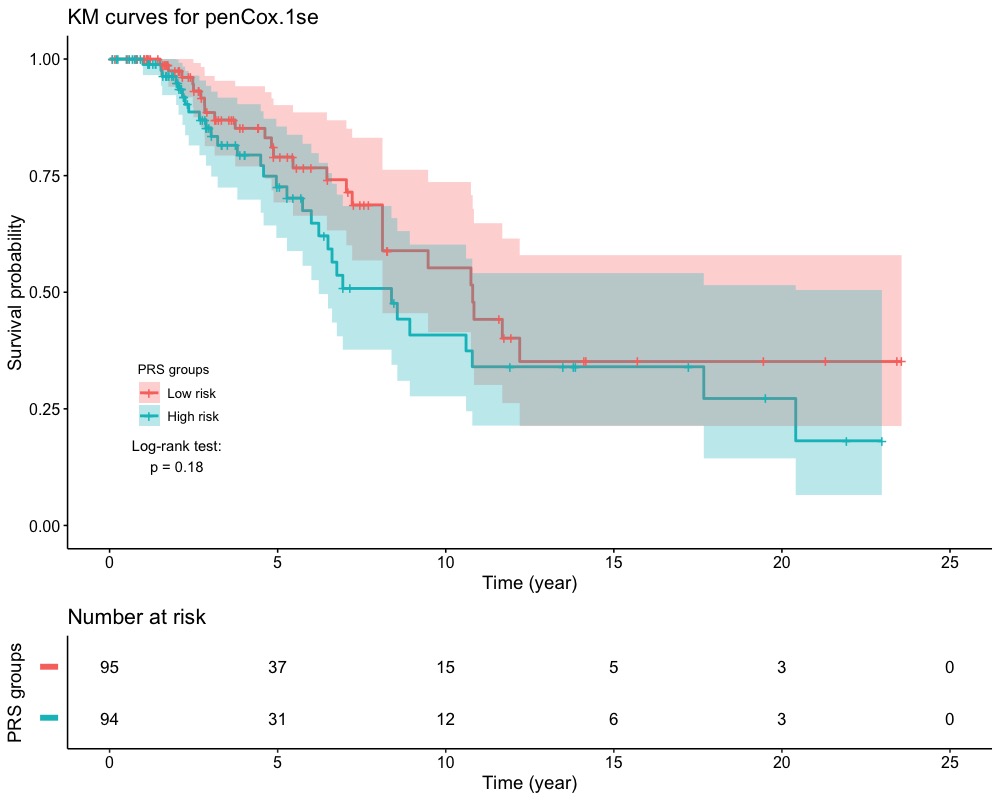 KM curves for penCox.1se
Survival probability
1.00
0.75
0.50
0.25
0.00
PRS groups
Low risk
High risk
Log-rank test:
p = 0.18
0 5 10 15 20 25
Time (year)
Number at risk
PRS groups
95 37 15 5 3 0
94 31 12 6 3 0
0 5 10 15 20 25
Time (year)